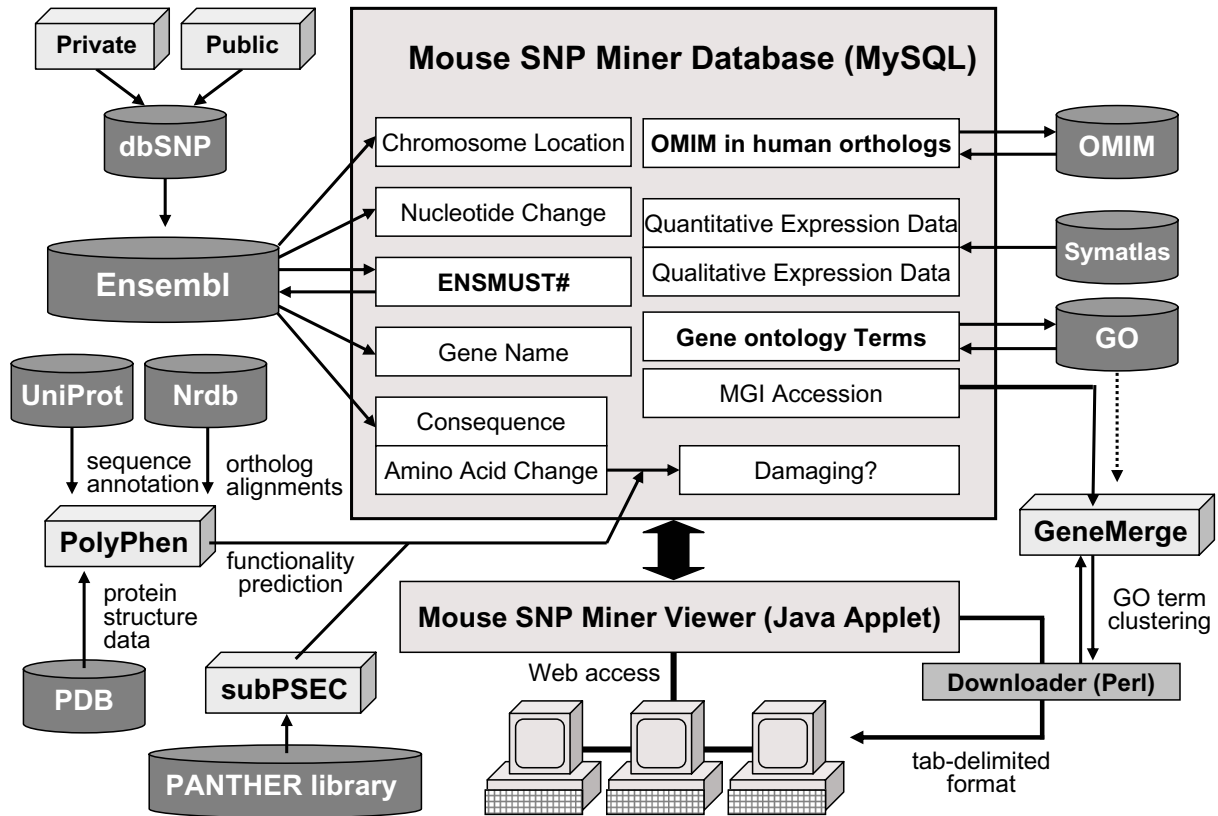 Private
Public
dbSNP
Ensembl
UniProt
Nrdb
sequence
annotation
ortholog
alignments
PolyPhen
functionality
prediction
protein
structure
data
PDB
subPSEC
PANTHER library
Mouse SNP Miner Database (MySQL)
Chromosome Location
Nucleotide Change
ENSMUST#
Gene Name
Consequence
Amino Acid Change
OMIM in human orthologs
Quantitative Expression Data
Qualitative Expression Data
Gene ontology Terms
MGI Accession
Damaging?
OMIM
Symatlas
GO
GeneMerge
GO term
clustering
Mouse SNP Miner Viewer (Java Applet)
Web access
Downloader (Perl)
tab-delimited
format